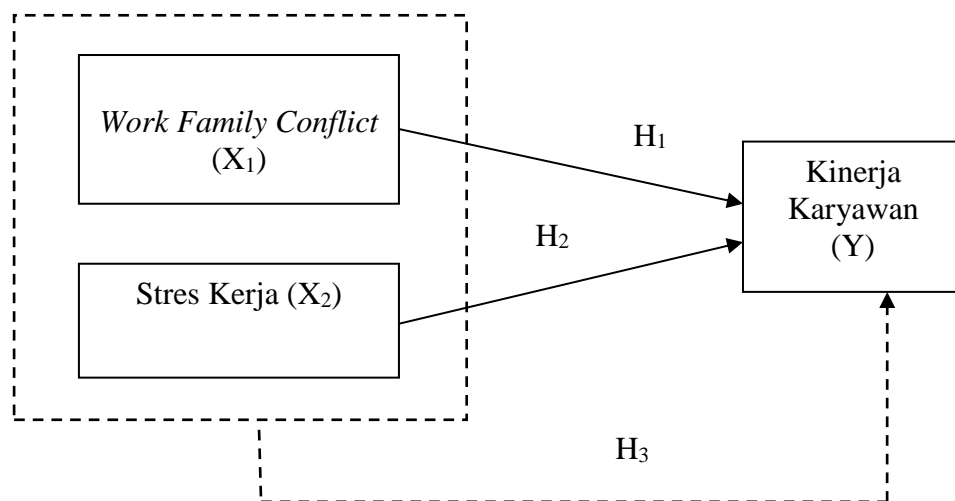 Work Family Conflict
(X₁)
H₁
Kinerja
Karyawan
(Y)
H₂
Stres Kerja (X₂)
H₃